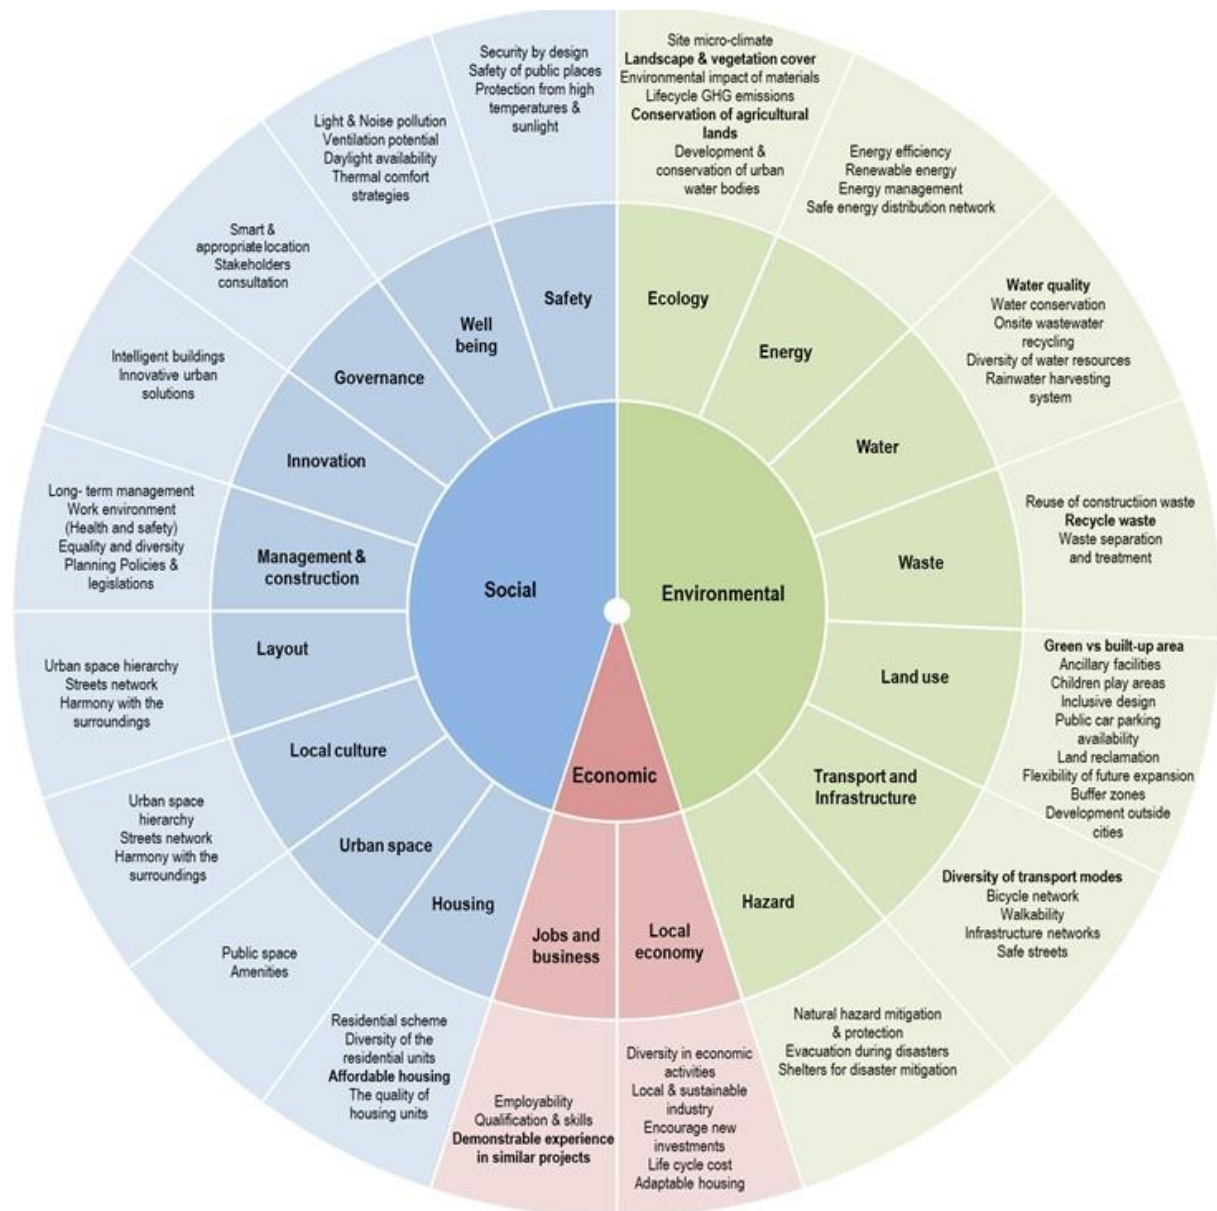 Security by design
Safety of public places
Protection from high
temperatures &
sunlight
Site micro-climate
Landscape & vegetation cover
Environmental impact of materials
Lifecycle GHG emissions
Conservation of agricultural
lands
Development &
conservation of urban
water bodies
Light & Noise pollution
Ventilation potential
Daylight availability
Thermal comfort
strategies
Energy efficiency
Renewable energy
Energy management
Safe energy distribution network
Smart &
appropriate location
Stakeholders
consultation
Water quality
Water conservation
Onsite wastewater
recycling
Diversity of water resources
Rainwater harvesting
system
Intelligent buildings
Innovative urban
solutions
Long- term management
Work environment
(Health and safety)
Equality and diversity
Planning Policies &
legislations
Reuse of constructiion waste
Recycle waste
Waste separation
and treatment
Urban space hierarchy
Streets network
Harmony with the
surroundings
Green vs built-up area
Ancillary facilities
Children play areas
Inclusive design
Public car parking
availability
Land reclamation
Flexibility of future expansion
Buffer zones
Development outside
cities
Urban space
hierarchy
Streets network
Harmony with the
surroundings
Diversity of transport modes
Bicycle network
Walkability
Infrastructure networks
Safe streets
Public space
Amenities
Natural hazard mitigation
& protection
Evacuation during disasters
Shelters for disaster mitigation
Residential scheme
Diversity of the
residential units
Affordable housing
The quality of
housing units
Employability
Qualification & skills
Demonstrable experience
in similar projects
Diversity in economic
activities
Local & sustainable
industry
Encourage new
investments
Life cycle cost
Adaptable housing
Safety
Ecology
Well
being
Energy
Governance
Water
Innovation
Waste
Management &
construction
Land use
Layout
Transport and
Infrastructure
Local culture
Hazard
Urban space
Housing
Jobs and
business
Local
economy
Social
Environmental
Economic